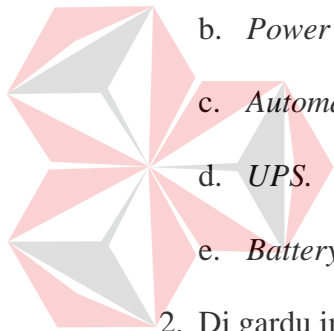 b. Power
c. Automa
d. UPS.
e. Battery
2. Di gardu in